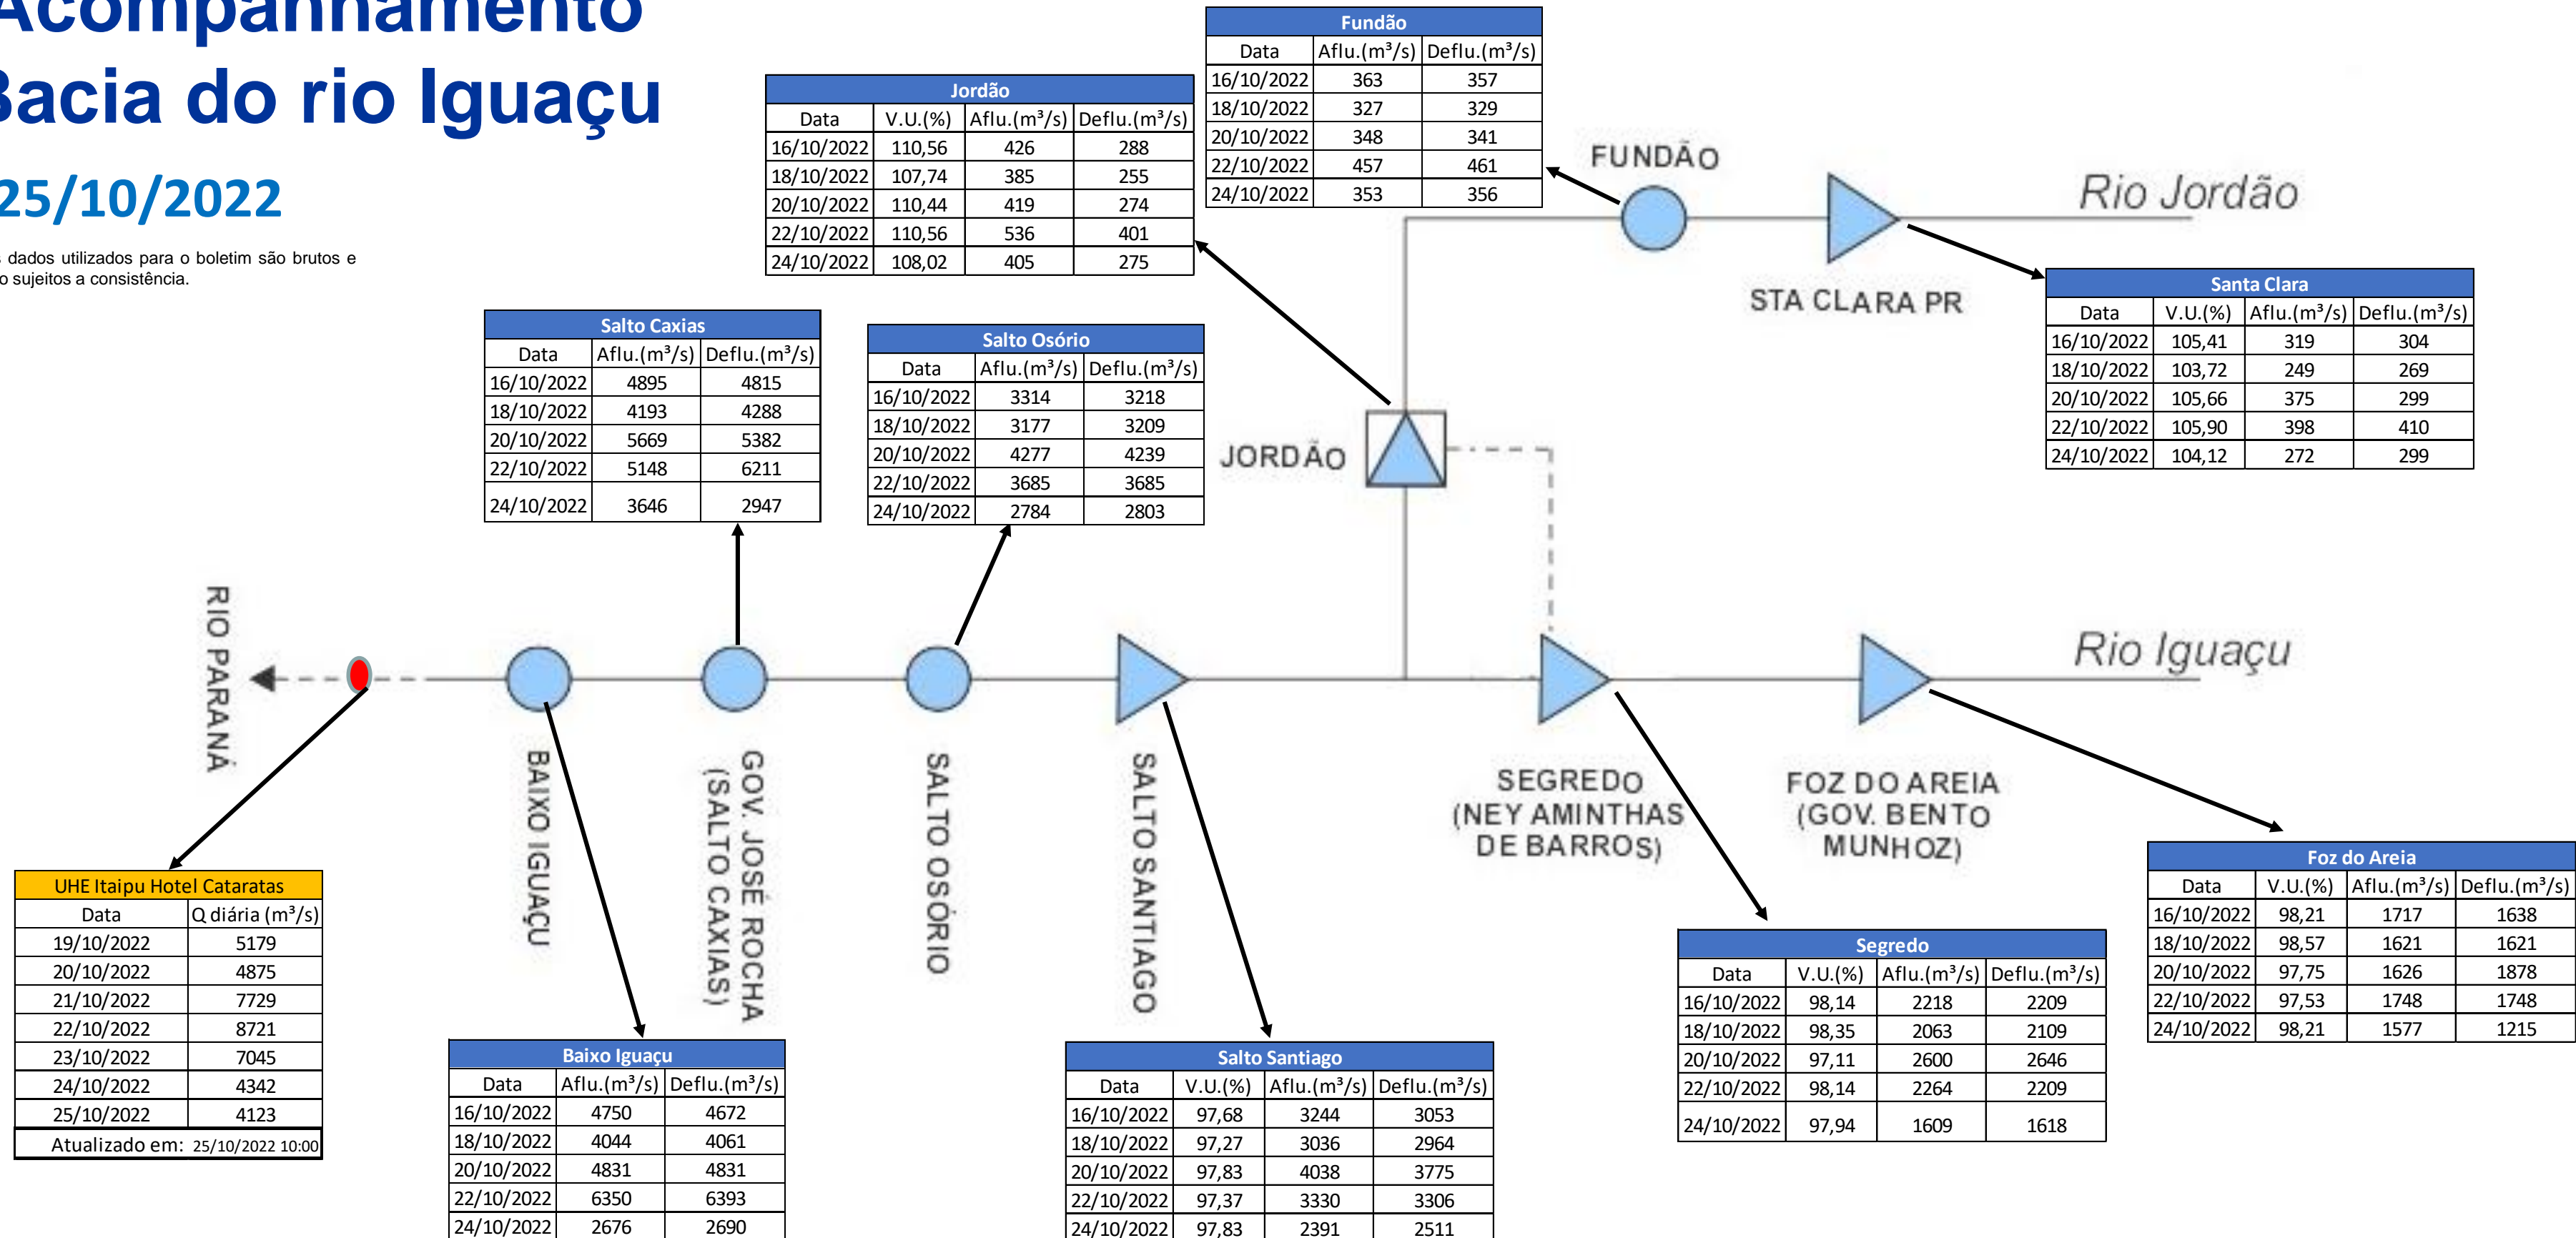 Acompanhamento
Bacia do rio Iguaçu
25/10/2022
s dados utilizados para o boletim são brutos e
o sujeitos a consistência.
Fundão
Data Aflu.(m³/s) Deflu.(m³/s)
16/10/2022 363 357
18/10/2022 327 329
20/10/2022 348 341
22/10/2022 457 461
24/10/2022 353 356
Jordão
Data V.U.(%) Aflu.(m³/s) Deflu.(m³/s)
16/10/2022 110,56 426 288
18/10/2022 107,74 385 255
20/10/2022 110,44 419 274
22/10/2022 110,56 536 401
24/10/2022 108,02 405 275
FUNDÃO
Rio Jordão
STA CLARA PR
Santa Clara
Data V.U.(%) Aflu.(m³/s) Deflu.(m³/s)
16/10/2022 105,41 319 304
18/10/2022 103,72 249 269
20/10/2022 105,66 375 299
22/10/2022 105,90 398 410
24/10/2022 104,12 272 299
Salto Caxias
Data Aflu.(m³/s) Deflu.(m³/s)
16/10/2022 4895 4815
18/10/2022 4193 4288
20/10/2022 5669 5382
22/10/2022 5148 6211
24/10/2022 3646 2947
Salto Osório
Data Aflu.(m³/s) Deflu.(m³/s)
16/10/2022 3314 3218
18/10/2022 3177 3209
20/10/2022 4277 4239
22/10/2022 3685 3685
24/10/2022 2784 2803
JORDÃO
RIO PARANÁ
Rio Iguaçu
BAIXO IGUAÇU
GOV. JOSÉ ROCHA
(SALTO CAXIAS)
SALTO OSÓRIO
SALTO SANTIAGO
SEGREDO
(NEY AMINTHAS
DE BARROS)
FOZ DO AREIA
(GOV. BENTO
MUNHOZ)
UHE Itaipu Hotel Cataratas
Data Q diária (m³/s)
19/10/2022 5179
20/10/2022 4875
21/10/2022 7729
22/10/2022 8721
23/10/2022 7045
24/10/2022 4342
25/10/2022 4123
Atualizado em: 25/10/2022 10:00
Baixo Iguaçu
Data Aflu.(m³/s) Deflu.(m³/s)
16/10/2022 4750 4672
18/10/2022 4044 4061
20/10/2022 4831 4831
22/10/2022 6350 6393
24/10/2022 2676 2690
Salto Santiago
Data V.U.(%) Aflu.(m³/s) Deflu.(m³/s)
16/10/2022 97,68 3244 3053
18/10/2022 97,27 3036 2964
20/10/2022 97,83 4038 3775
22/10/2022 97,37 3330 3306
24/10/2022 97,83 2391 2511
Segredo
Data V.U.(%) Aflu.(m³/s) Deflu.(m³/s)
16/10/2022 98,14 2218 2209
18/10/2022 98,35 2063 2109
20/10/2022 97,11 2600 2646
22/10/2022 98,14 2264 2209
24/10/2022 97,94 1609 1618
Foz do Areia
Data V.U.(%) Aflu.(m³/s) Deflu.(m³/s)
16/10/2022 98,21 1717 1638
18/10/2022 98,57 1621 1621
20/10/2022 97,75 1626 1878
22/10/2022 97,53 1748 1748
24/10/2022 98,21 1577 1215